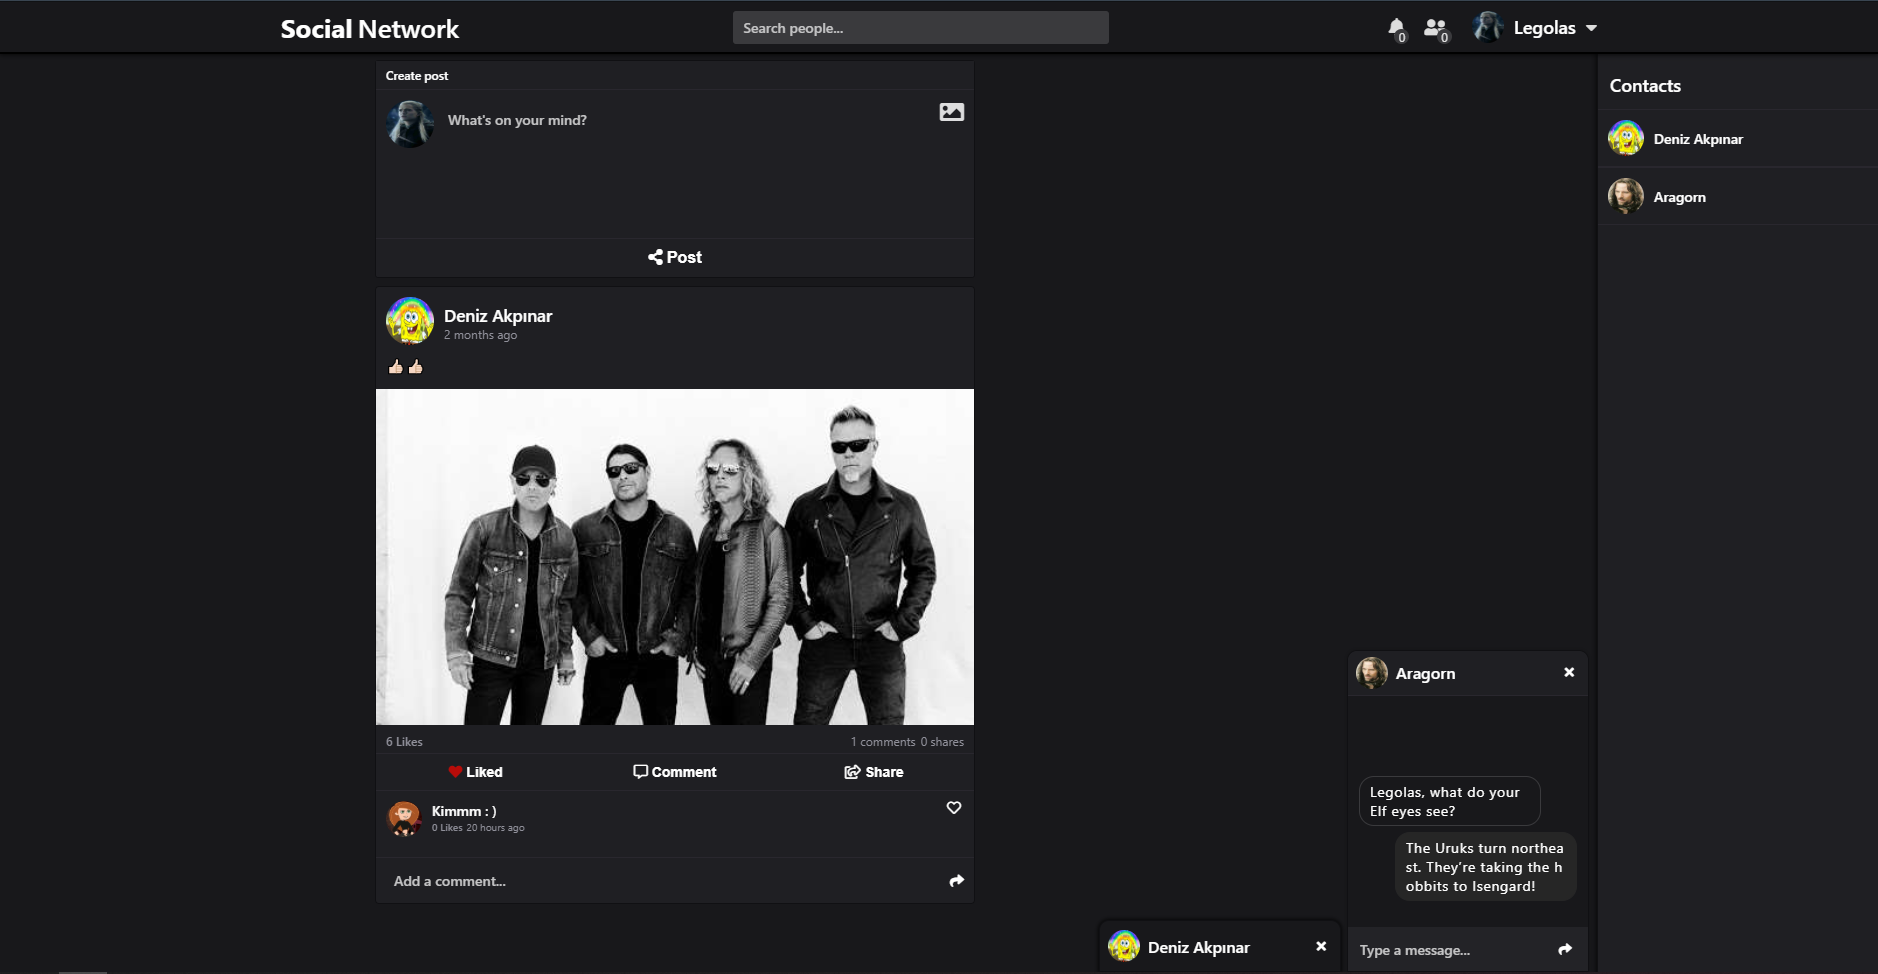 Social Network
Search people...
0
0
Legolas
Create post
What's on your mind?
Post
Deniz Akpınar
2 months ago
6 Likes
1 comments 0 shares
Liked
Comment
Share
Kimmm : )
0 Likes 20 hours ago
Add a comment...
Contacts
Deniz Akpınar
Aragorn
Deniz Akpınar
Aragorn
Legolas, what do your
Elf eyes see?
The Uruks turn northea
st. They’re taking the h
obbits to Isengard!
Type a message...